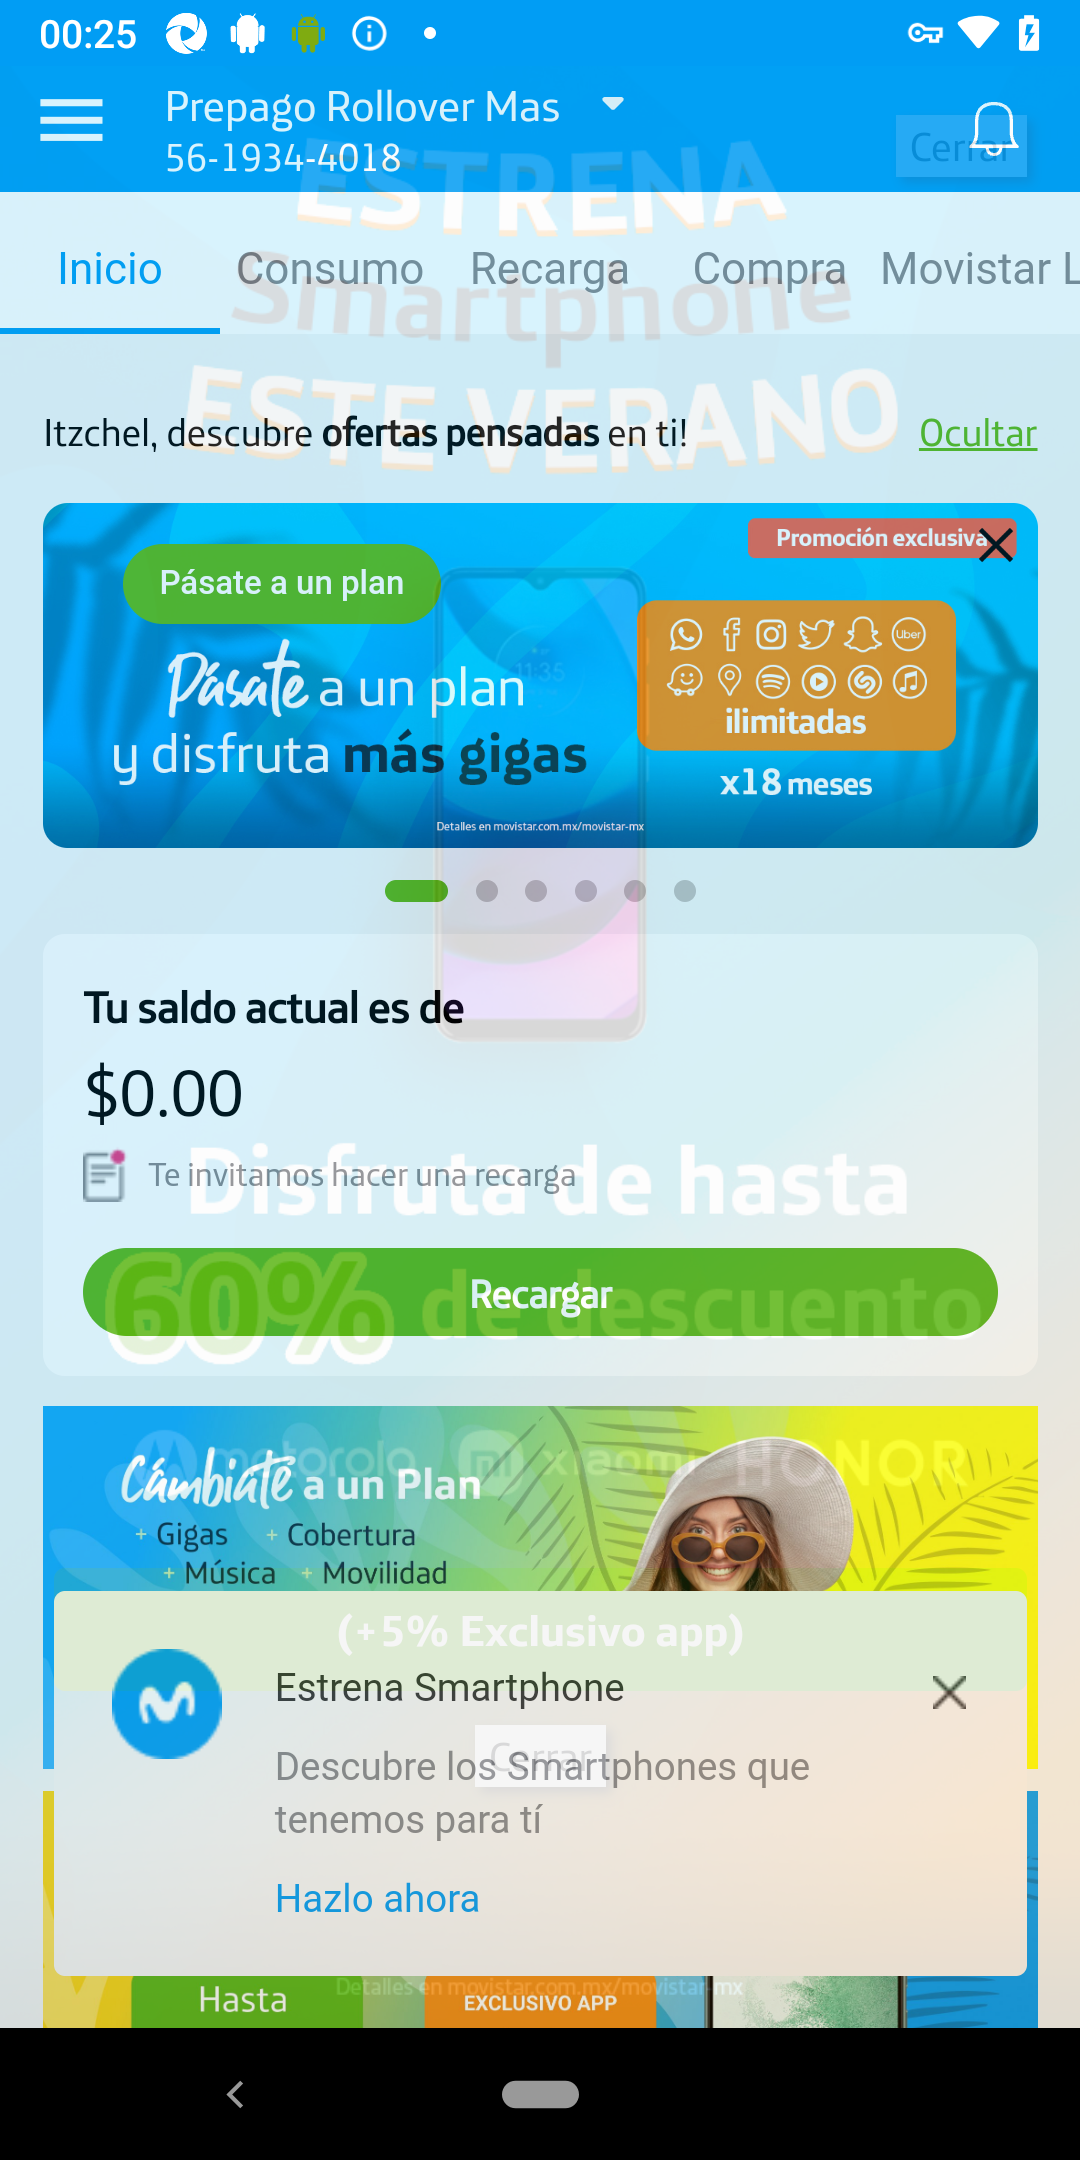 00:25
Prepago Rollover Mas
56-1934-4018
Cerrar
ESTRENA
Inicio
Consumo
Recarga
Compra
Movistar L
Smartphone
ESTE VERANO
Itzchel, descubre ofertas pensadas en ti!
Ocultar
Promoción exclusiva
Pásate a un plan
Uber
11:35
Pásate a un plan
y disfruta más gigas
ilimitadas
x18 meses
Detalles en movistar.com.mx/movistar-mx
Tu saldo actual es de
$0.00
Disfruta de hasta
Te invitamos hacer una recarga
60% de descuento
Recargar
motorola
xiaomi
HONOR
Cámbiate a un Plan
+ Gigas + Cobertura
+ Música + Movilidad
(+5% Exclusivo app)
Estrena Smartphone
Cerrar
Descubre los Smartphones que
tenemos para tí
Hazlo ahora
Detalles en movistar.com.mx/movistar-mx
Hasta
EXCLUSIVO APP